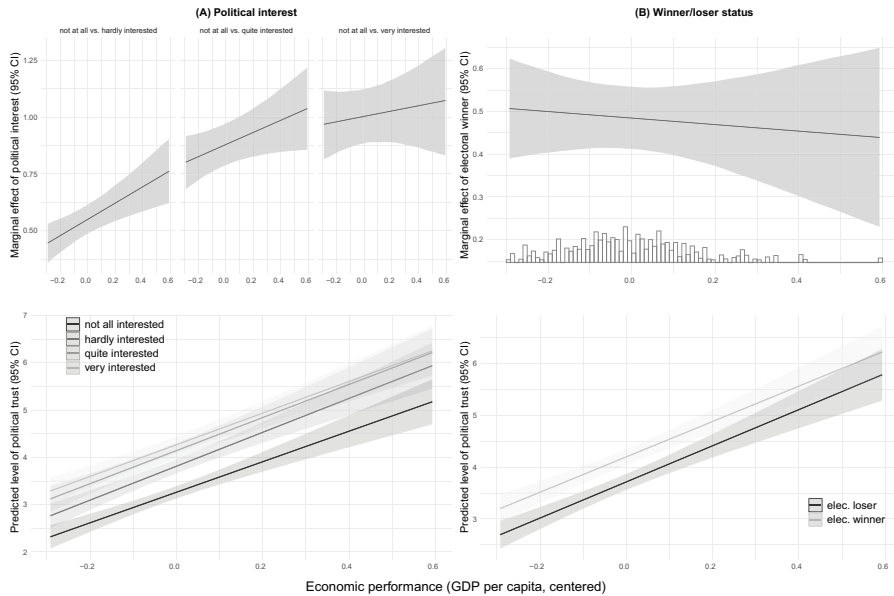 (A) Political interest
(B) Winner/loser status
not at all vs. hardly interested
not at all vs. quite interested
not at all vs. very interested
Marginal effect of political interest (95% CI)
1.25
1.00
0.75
0.50
−0.2 0.0 0.2 0.4 0.6
−0.2 0.0 0.2 0.4 0.6
−0.2 0.0 0.2 0.4 0.6
Marginal effect of electoral winner (95% CI)
0.6
0.5
0.4
0.3
0.2
−0.2 0.0 0.2 0.4 0.6
Predicted level of political trust (95% CI)
7
6
5
4
3
2
not all interested
hardly interested
quite interested
very interested
−0.2 0.0 0.2 0.4 0.6
Predicted level of political trust (95% CI)
6
5
4
3
elec. loser
elec. winner
−0.2 0.0 0.2 0.4 0.6
Economic performance (GDP per capita, centered)